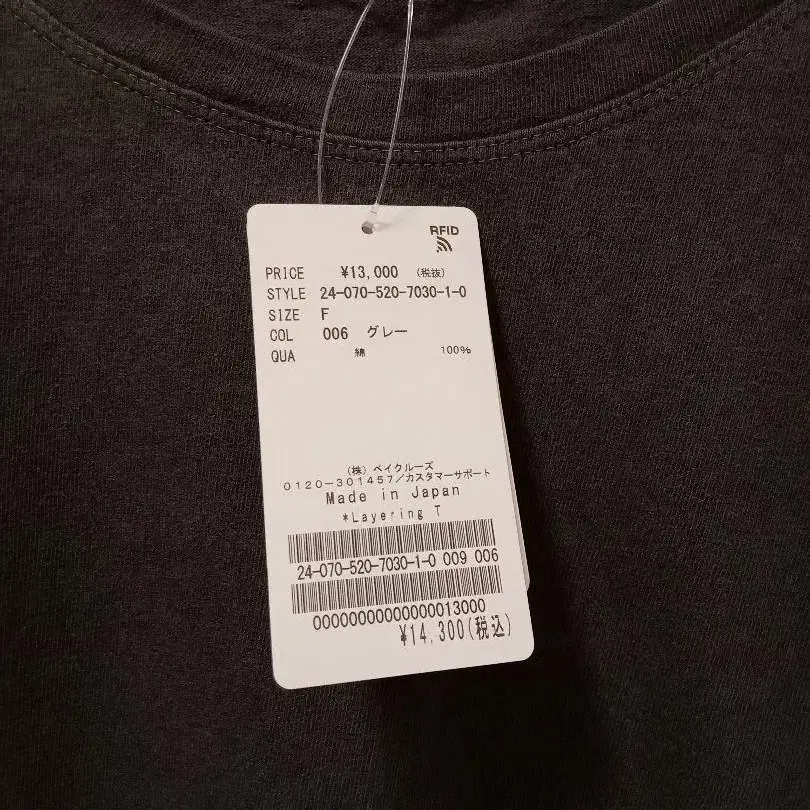 RFID
PRICE ¥13,000 (税抜)
STYLE 24-070-520-7030-1-0
SIZE F
COL 006 グレー
QUA 綿 100%
(株) ベイクルーズ
0120-301457/カスタマーサポート
Made in Japan
*Layering T
24-070-520-7030-1-0 009 006
0000000000000013000
¥14,300(税込)